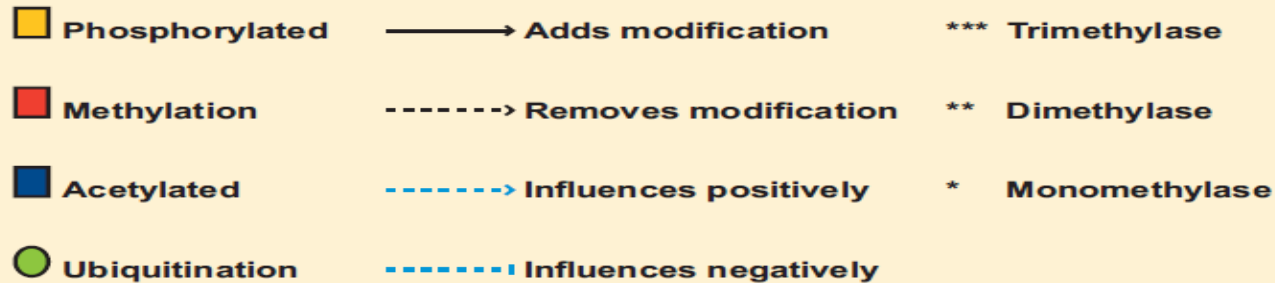 Phosphorylated Adds modification *** Trimethylase
Methylation Removes modification ** Dimethylase
Acetylated Influences positively * Monomethylase
Ubiquitination Influences negatively